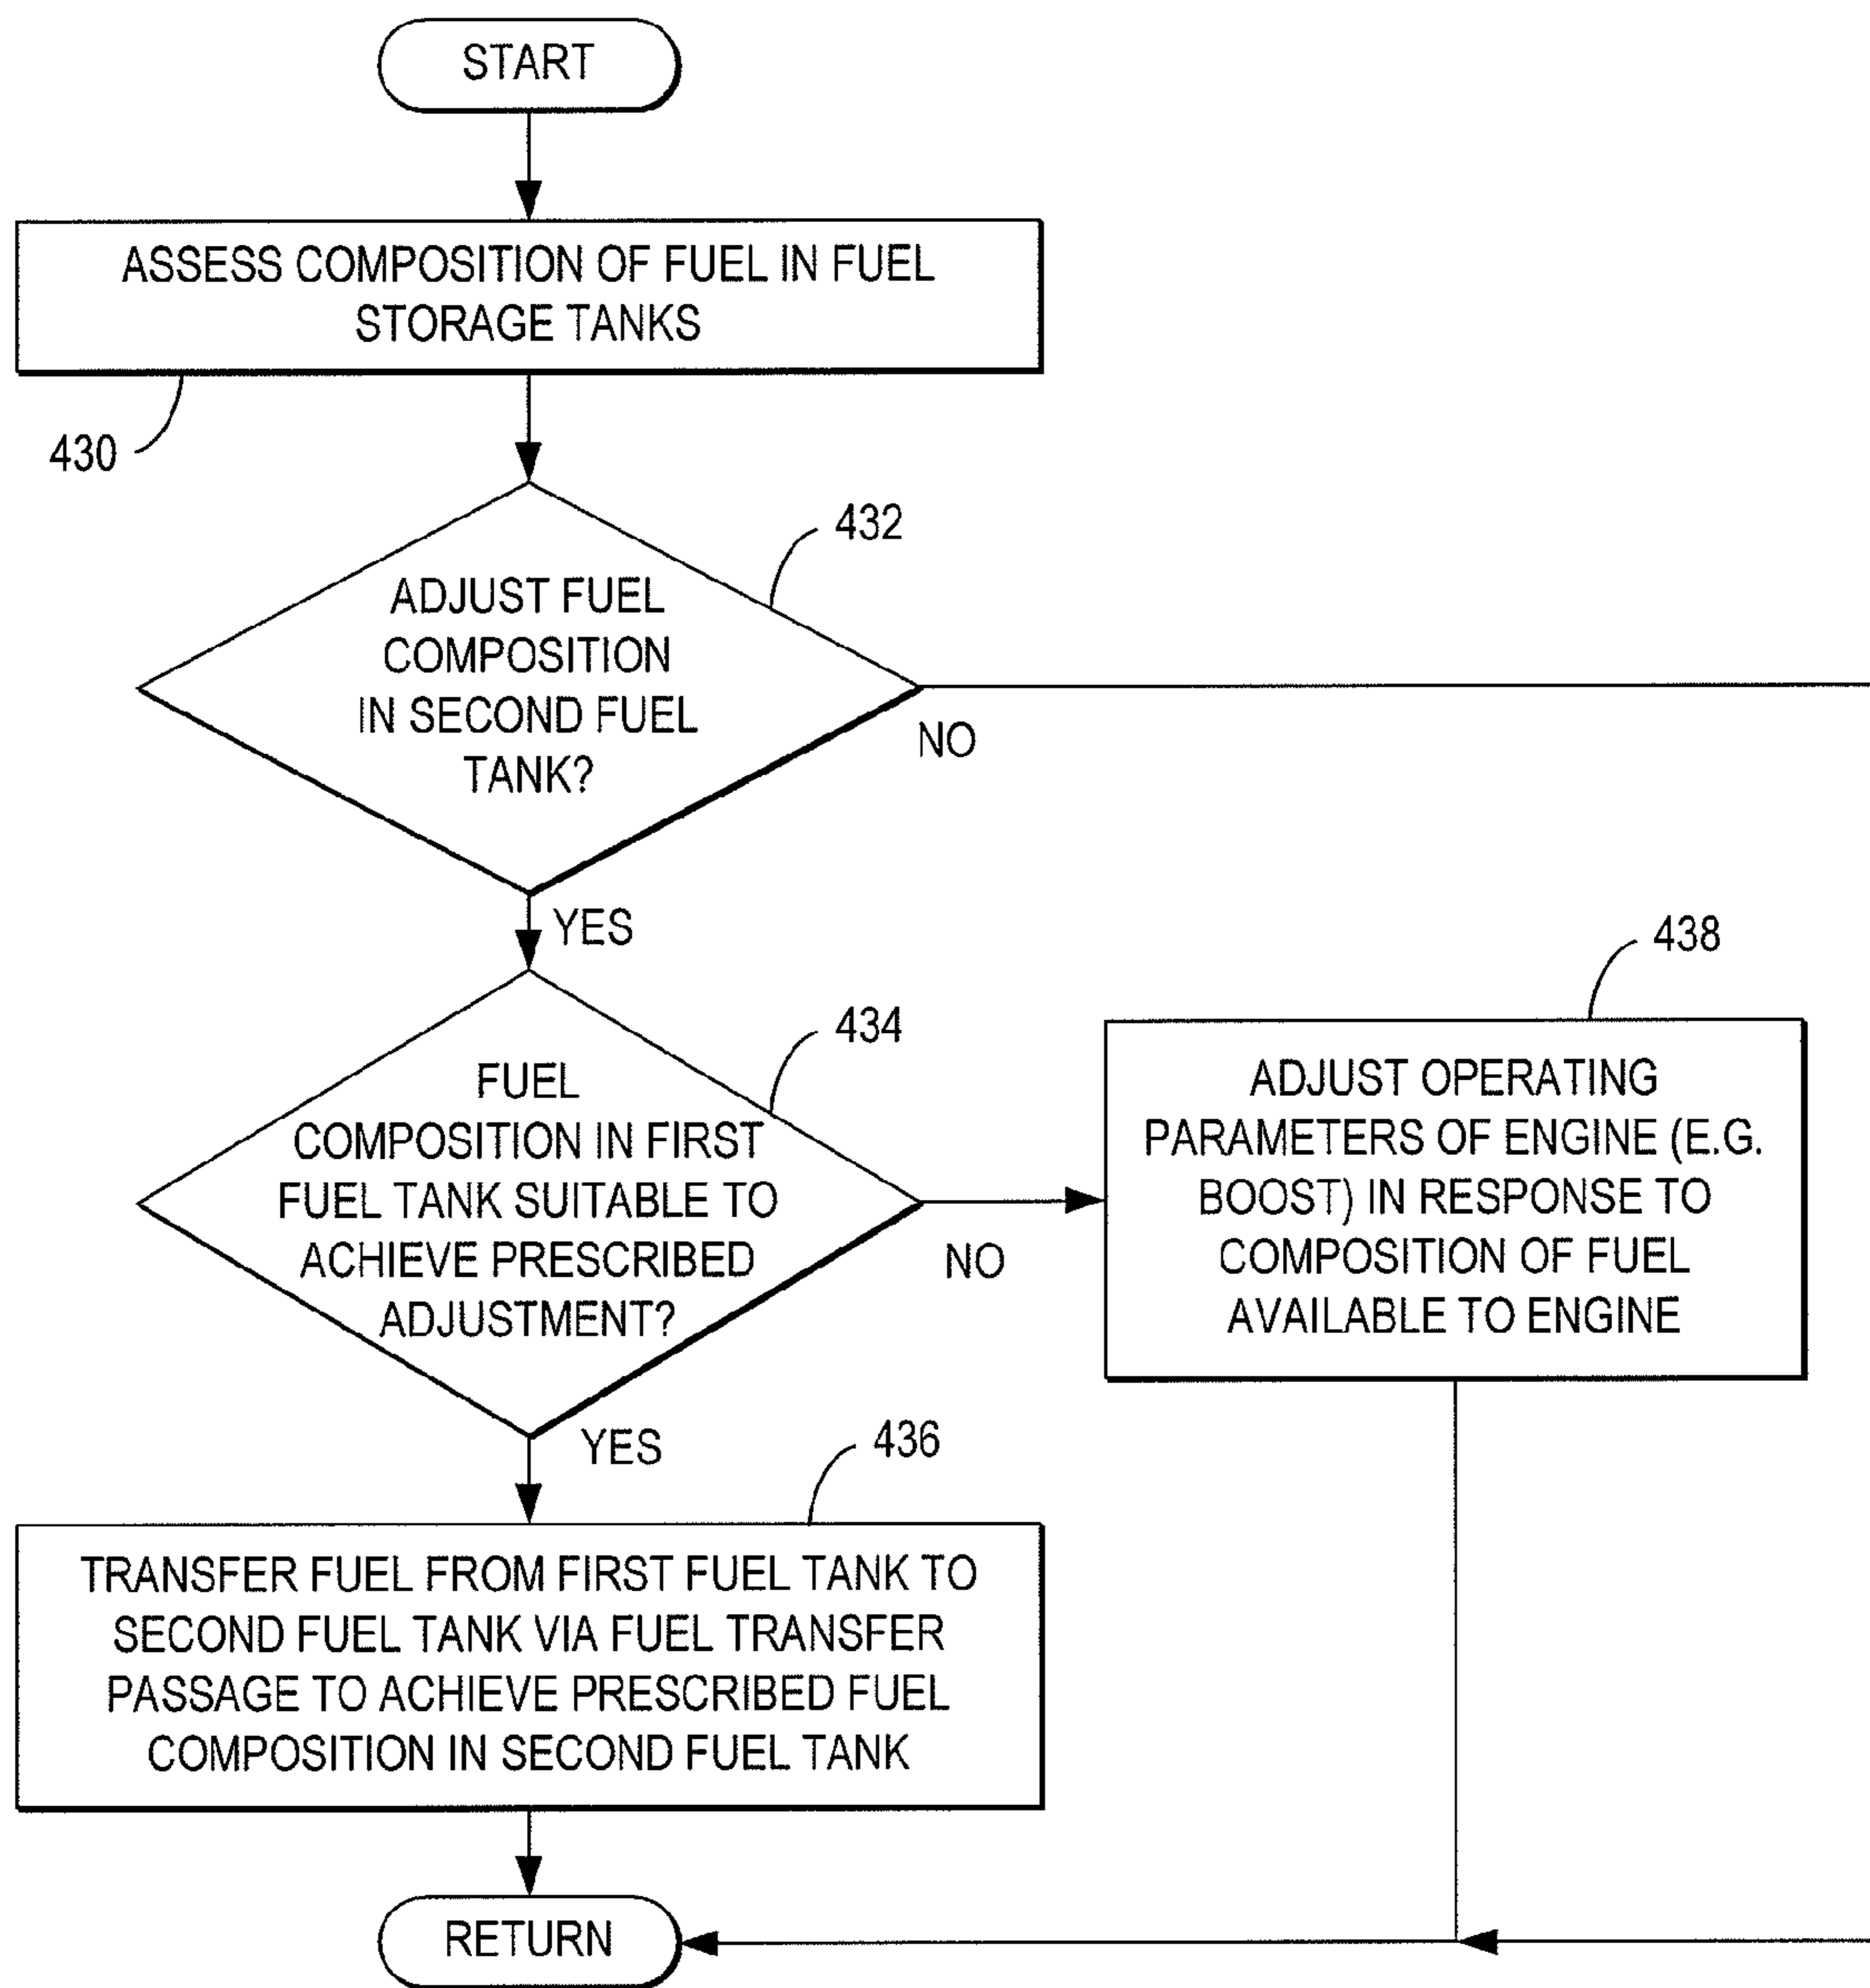 START
ASSESS COMPOSITION OF FUEL IN FUEL
STORAGE TANKS
430
432
ADJUST FUEL
COMPOSITION
IN SECOND FUEL
TANK?
NO
YES
434
FUEL
COMPOSITION IN FIRST
FUEL TANK SUITABLE TO
ACHIEVE PRESCRIBED
ADJUSTMENT?
NO
YES
438
ADJUST OPERATING
PARAMETERS OF ENGINE (E.G.
BOOST) IN RESPONSE TO
COMPOSITION OF FUEL
AVAILABLE TO ENGINE
436
TRANSFER FUEL FROM FIRST FUEL TANK TO
SECOND FUEL TANK VIA FUEL TRANSFER
PASSAGE TO ACHIEVE PRESCRIBED FUEL
COMPOSITION IN SECOND FUEL TANK
RETURN